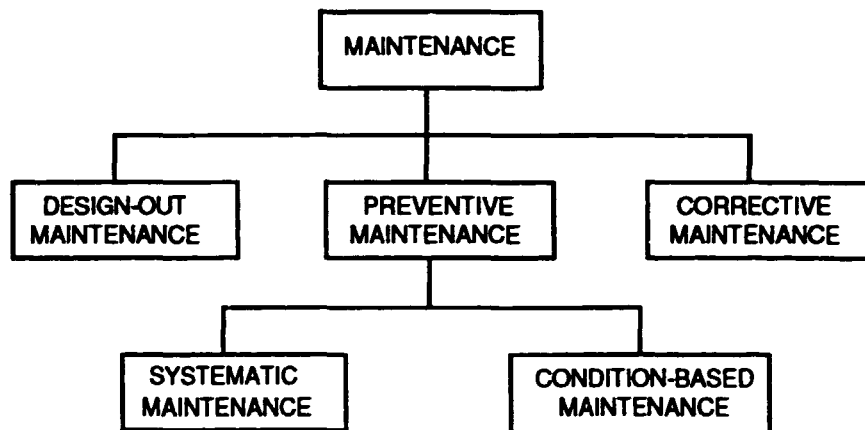 MAINTENANCE
DESIGN-OUT
MAINTENANCE
PREVENTIVE
MAINTENANCE
CORRECTIVE
MAINTENANCE
SYSTEMATIC
MAINTENANCE
CONDITION-BASED
MAINTENANCE